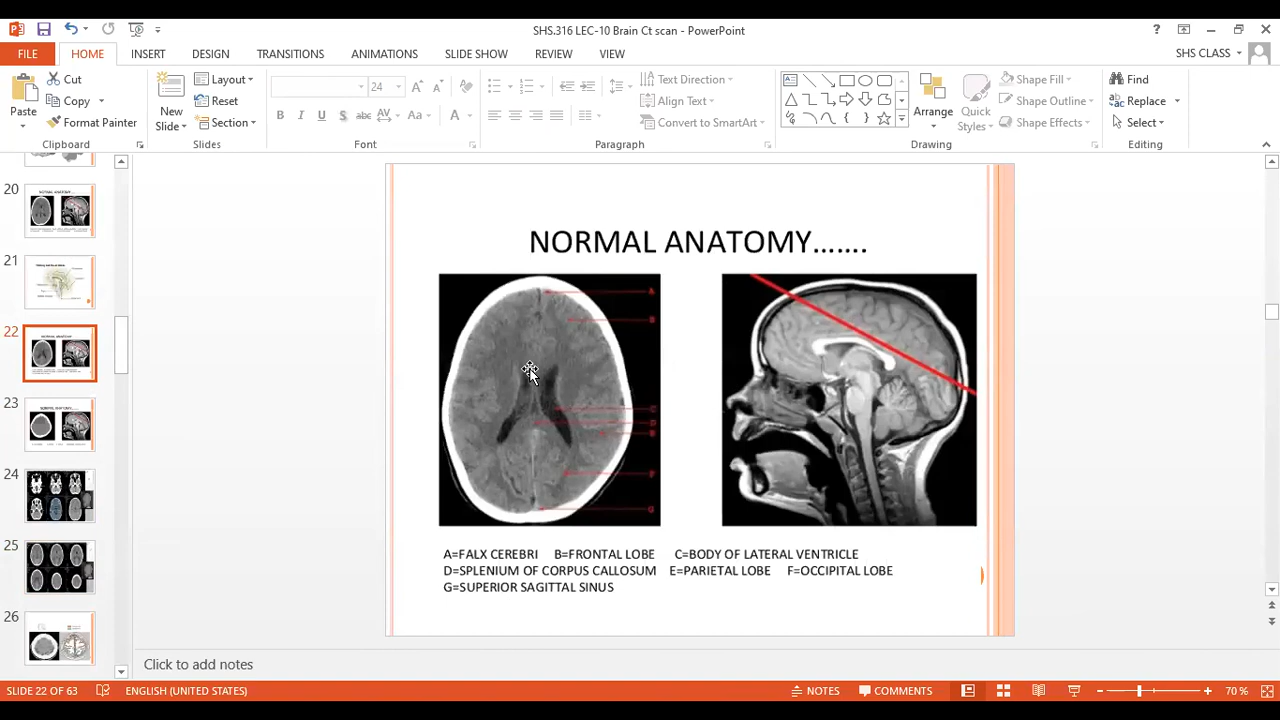 SHS.316 LEC-10 Brain Ct scan - PowerPoint
FILE HOME INSERT DESIGN TRANSITIONS ANIMATIONS SLIDE SHOW REVIEW VIEW SHS CLASS
Paste
Cut
Copy
Format Painter
Clipboard
New Slide
Layout
Reset
Section
Slides
24
Font
Text Direction
Align Text
Convert to SmartArt
Paragraph
Arrange
Quick Styles
Shape Fill
Shape Outline
Shape Effects
Drawing
Find
Replace
Select
Editing
20
21
22
23
24
25
26
NORMAL ANATOMY.......
A
B
C
D
E
F
G
A=FALX CEREBRI B=FRONTAL LOBE C=BODY OF LATERAL VENTRICLE
D=SPLENIUM OF CORPUS CALLOSUM E=PARIETAL LOBE F=OCCIPITAL LOBE
G=SUPERIOR SAGITTAL SINUS
Click to add notes
SLIDE 22 OF 63 ENGLISH (UNITED STATES) NOTES COMMENTS 70 %